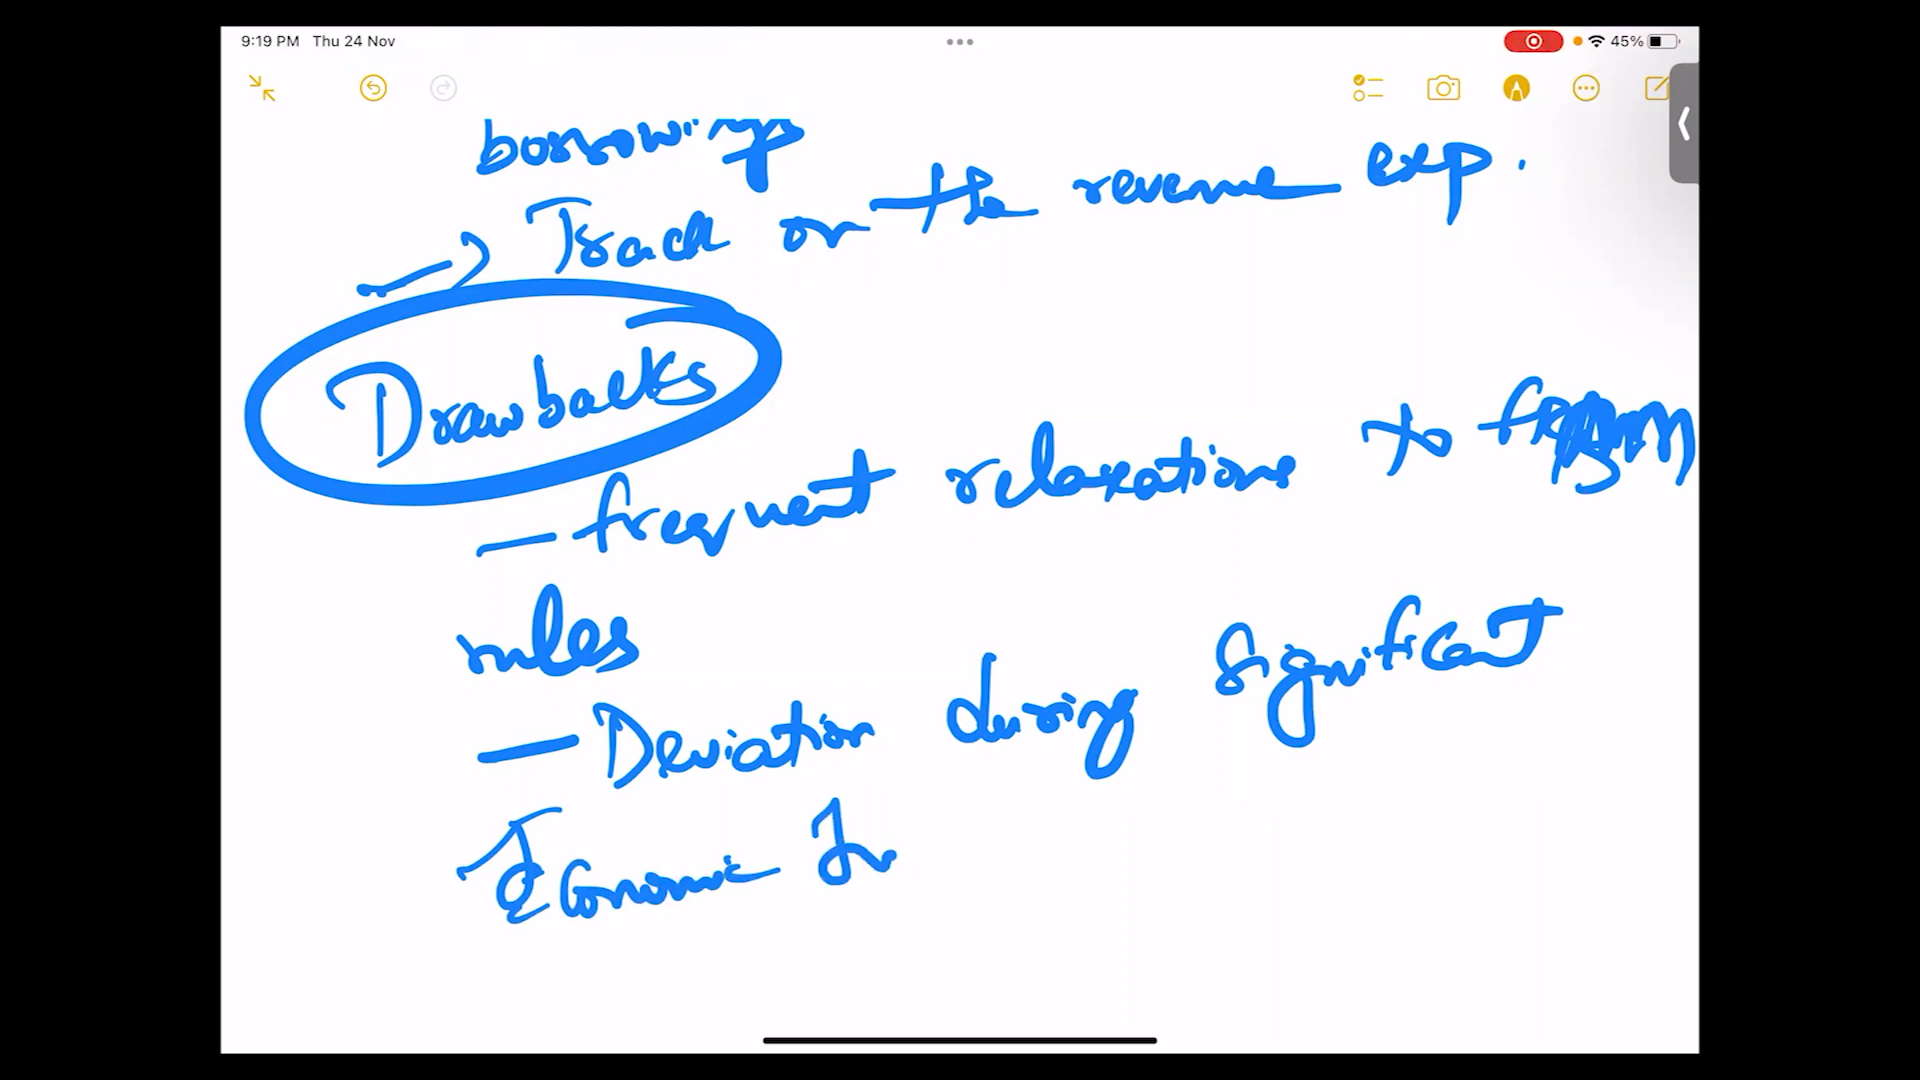 9:19 PM Thu 24 Nov
45%
borrowings
→ Track on the revenue exp.
Drawbacks
— frequent relaxations to
rules
— Deviation during significant
Economic